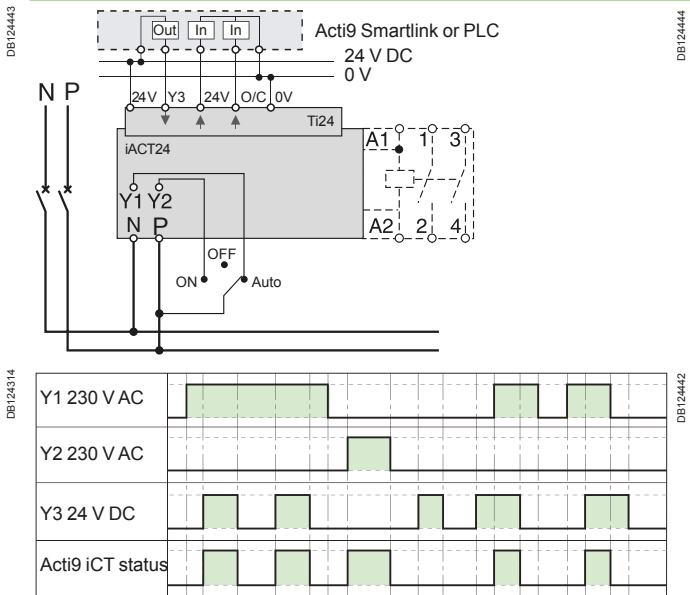 DB124443
DB124444
Out In In Acti9 Smartlink or PLC
24 V DC
0 V
N P
24V Y3 24V O/C 0V
Ti24
iACT24
A1 1 3
Y1 Y2
N P
A2 2 4
OFF
ON Auto
DB124314
DB124442
Y1 230 V AC
Y2 230 V AC
Y3 24 V DC
Acti9 iCT status